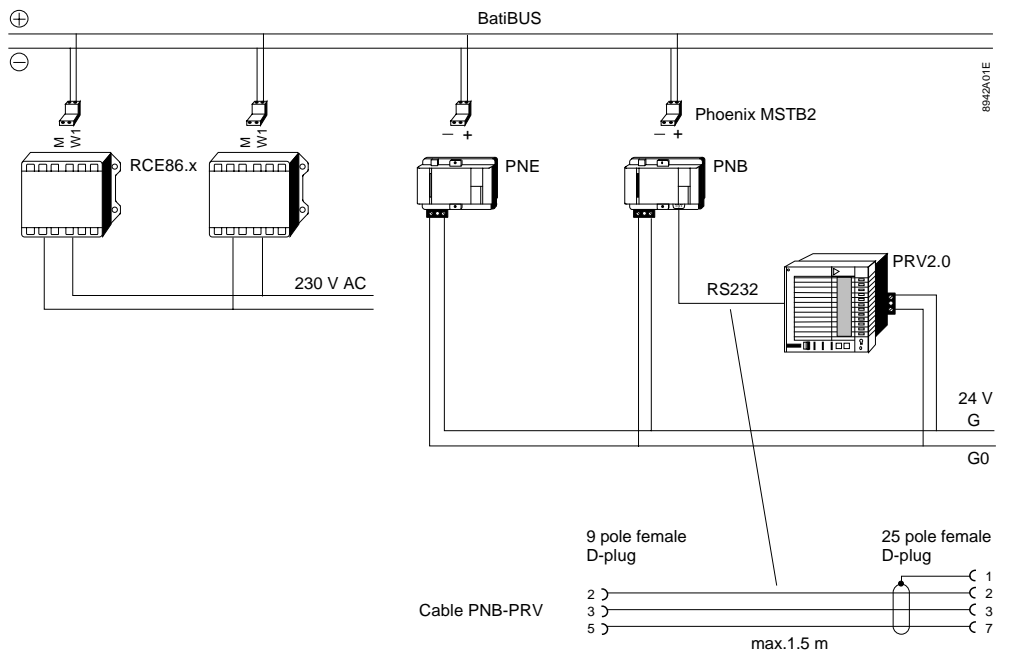 ⊕ BatiBUS
⊖
8942A01E
Phoenix MSTB2
M
W1
M
W1
– +
– +
RCE86.x
PNE
PNB
PRV2.0
230 V AC
RS232
24 V
G
G0
9 pole female
D-plug
25 pole female
D-plug
1
2 2
Cable PNB-PRV 3 3
5 7
max.1.5 m